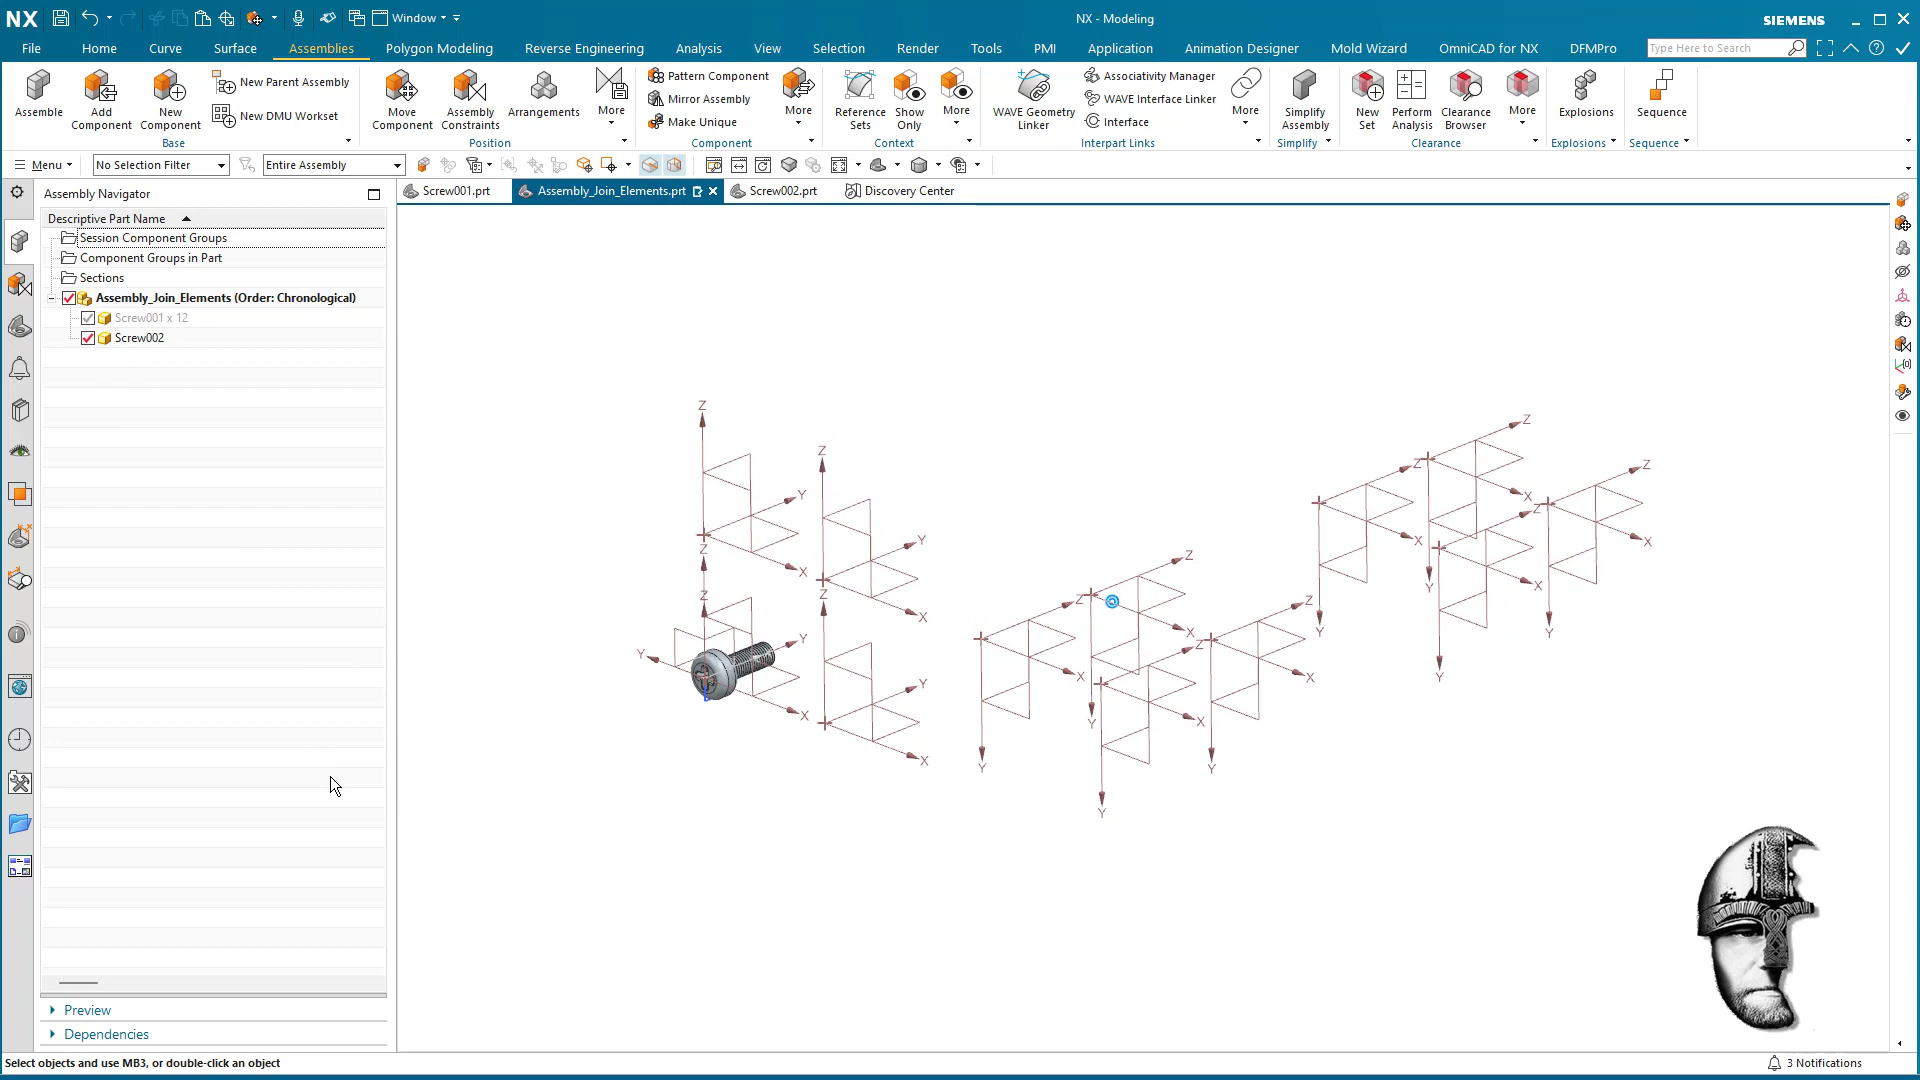 NX Window NX - Modeling SIEMENS
File Home Curve Surface Assemblies Polygon Modeling Reverse Engineering Analysis View Selection Render Tools PMI Application Animation Designer Mold Wizard OmniCAD for NX DFMPro Type Here to Search
Assemble
Add Component
New Component
New Parent Assembly
New DMU Workset
Base
Move Component
Assembly Constraints
Arrangements
More
Position
Pattern Component
Mirror Assembly
Make Unique
More
Component
Reference Sets
Show Only
More
Context
WAVE Geometry Linker
Associativity Manager
WAVE Interface Linker
Interface
More
Interpart Links
Simplify Assembly
Simplify
New Set
Perform Analysis
Clearance Browser
More
Clearance
Explosions
Explosions
Sequence
Sequence
Menu No Selection Filter Entire Assembly
Assembly Navigator
Screw001.prt Assembly_Join_Elements.prt Screw002.prt Discovery Center
Descriptive Part Name
Session Component Groups
Component Groups in Part
Sections
Assembly_Join_Elements (Order: Chronological)
Screw001 x 12
Screw002
Z
Y
X
Z
Y
X
Z
Y
X
Z
Y
X
Z
Y
Z
X
Y
Z
X
Y
Z
X
Y
Z
X
Y
Z
X
Y
Z
X
Y
Z
X
Y
Z
X
Y
Preview
Dependencies
Select objects and use MB3, or double-click an object
3 Notifications